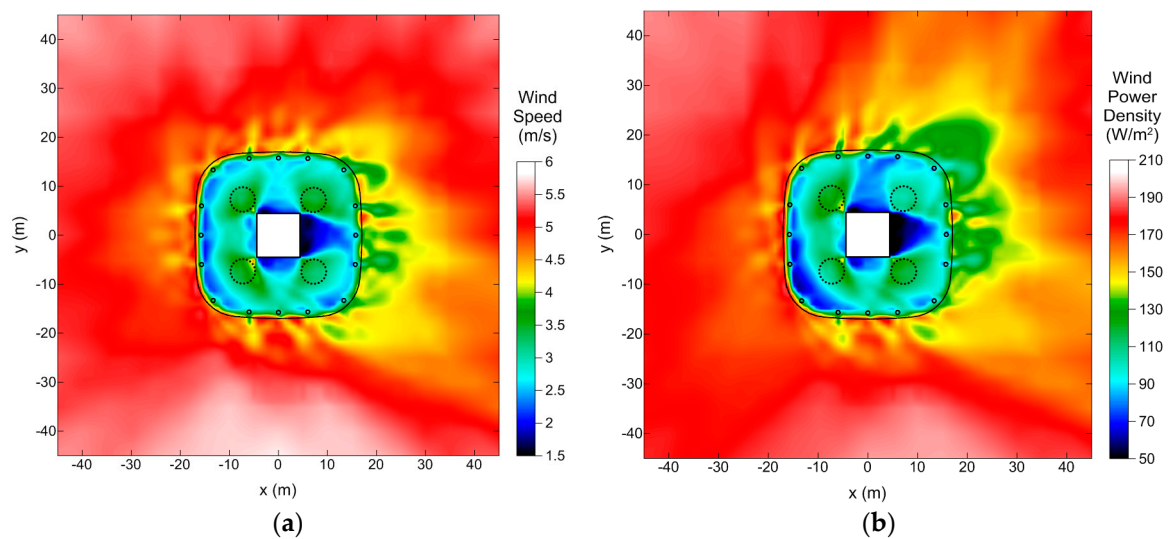 Wind
Speed
(m/s)
6
5.5
5
4.5
4
3.5
3
2.5
2
1.5
40
30
20
10
0
-10
-20
-30
-40
y (m)
-40 -30 -20 -10 0 10 20 30 40
x (m)
(a)
Wind
Power
Density
(W/m²)
210
190
170
150
130
110
90
70
50
40
30
20
10
0
-10
-20
-30
-40
y (m)
-40 -30 -20 -10 0 10 20 30 40
x (m)
(b)